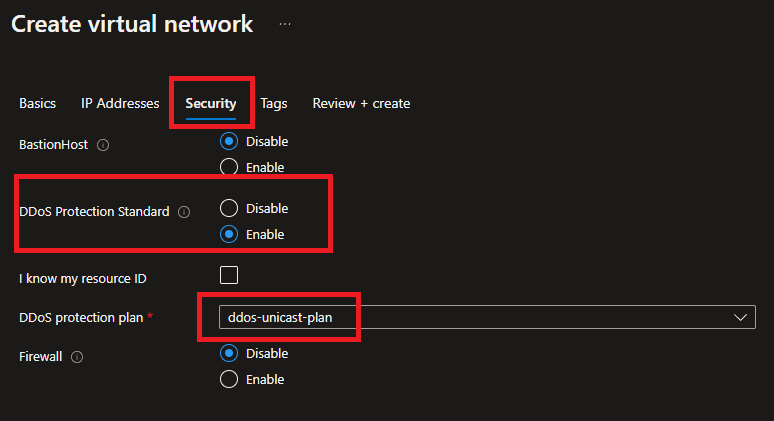 Create virtual network ...
Basics IP Addresses Security Tags Review + create
BastionHost Disable
Enable
DDoS Protection Standard Disable
Enable
I know my resource ID
DDoS protection plan * ddos-unicast-plan
Firewall Disable
Enable